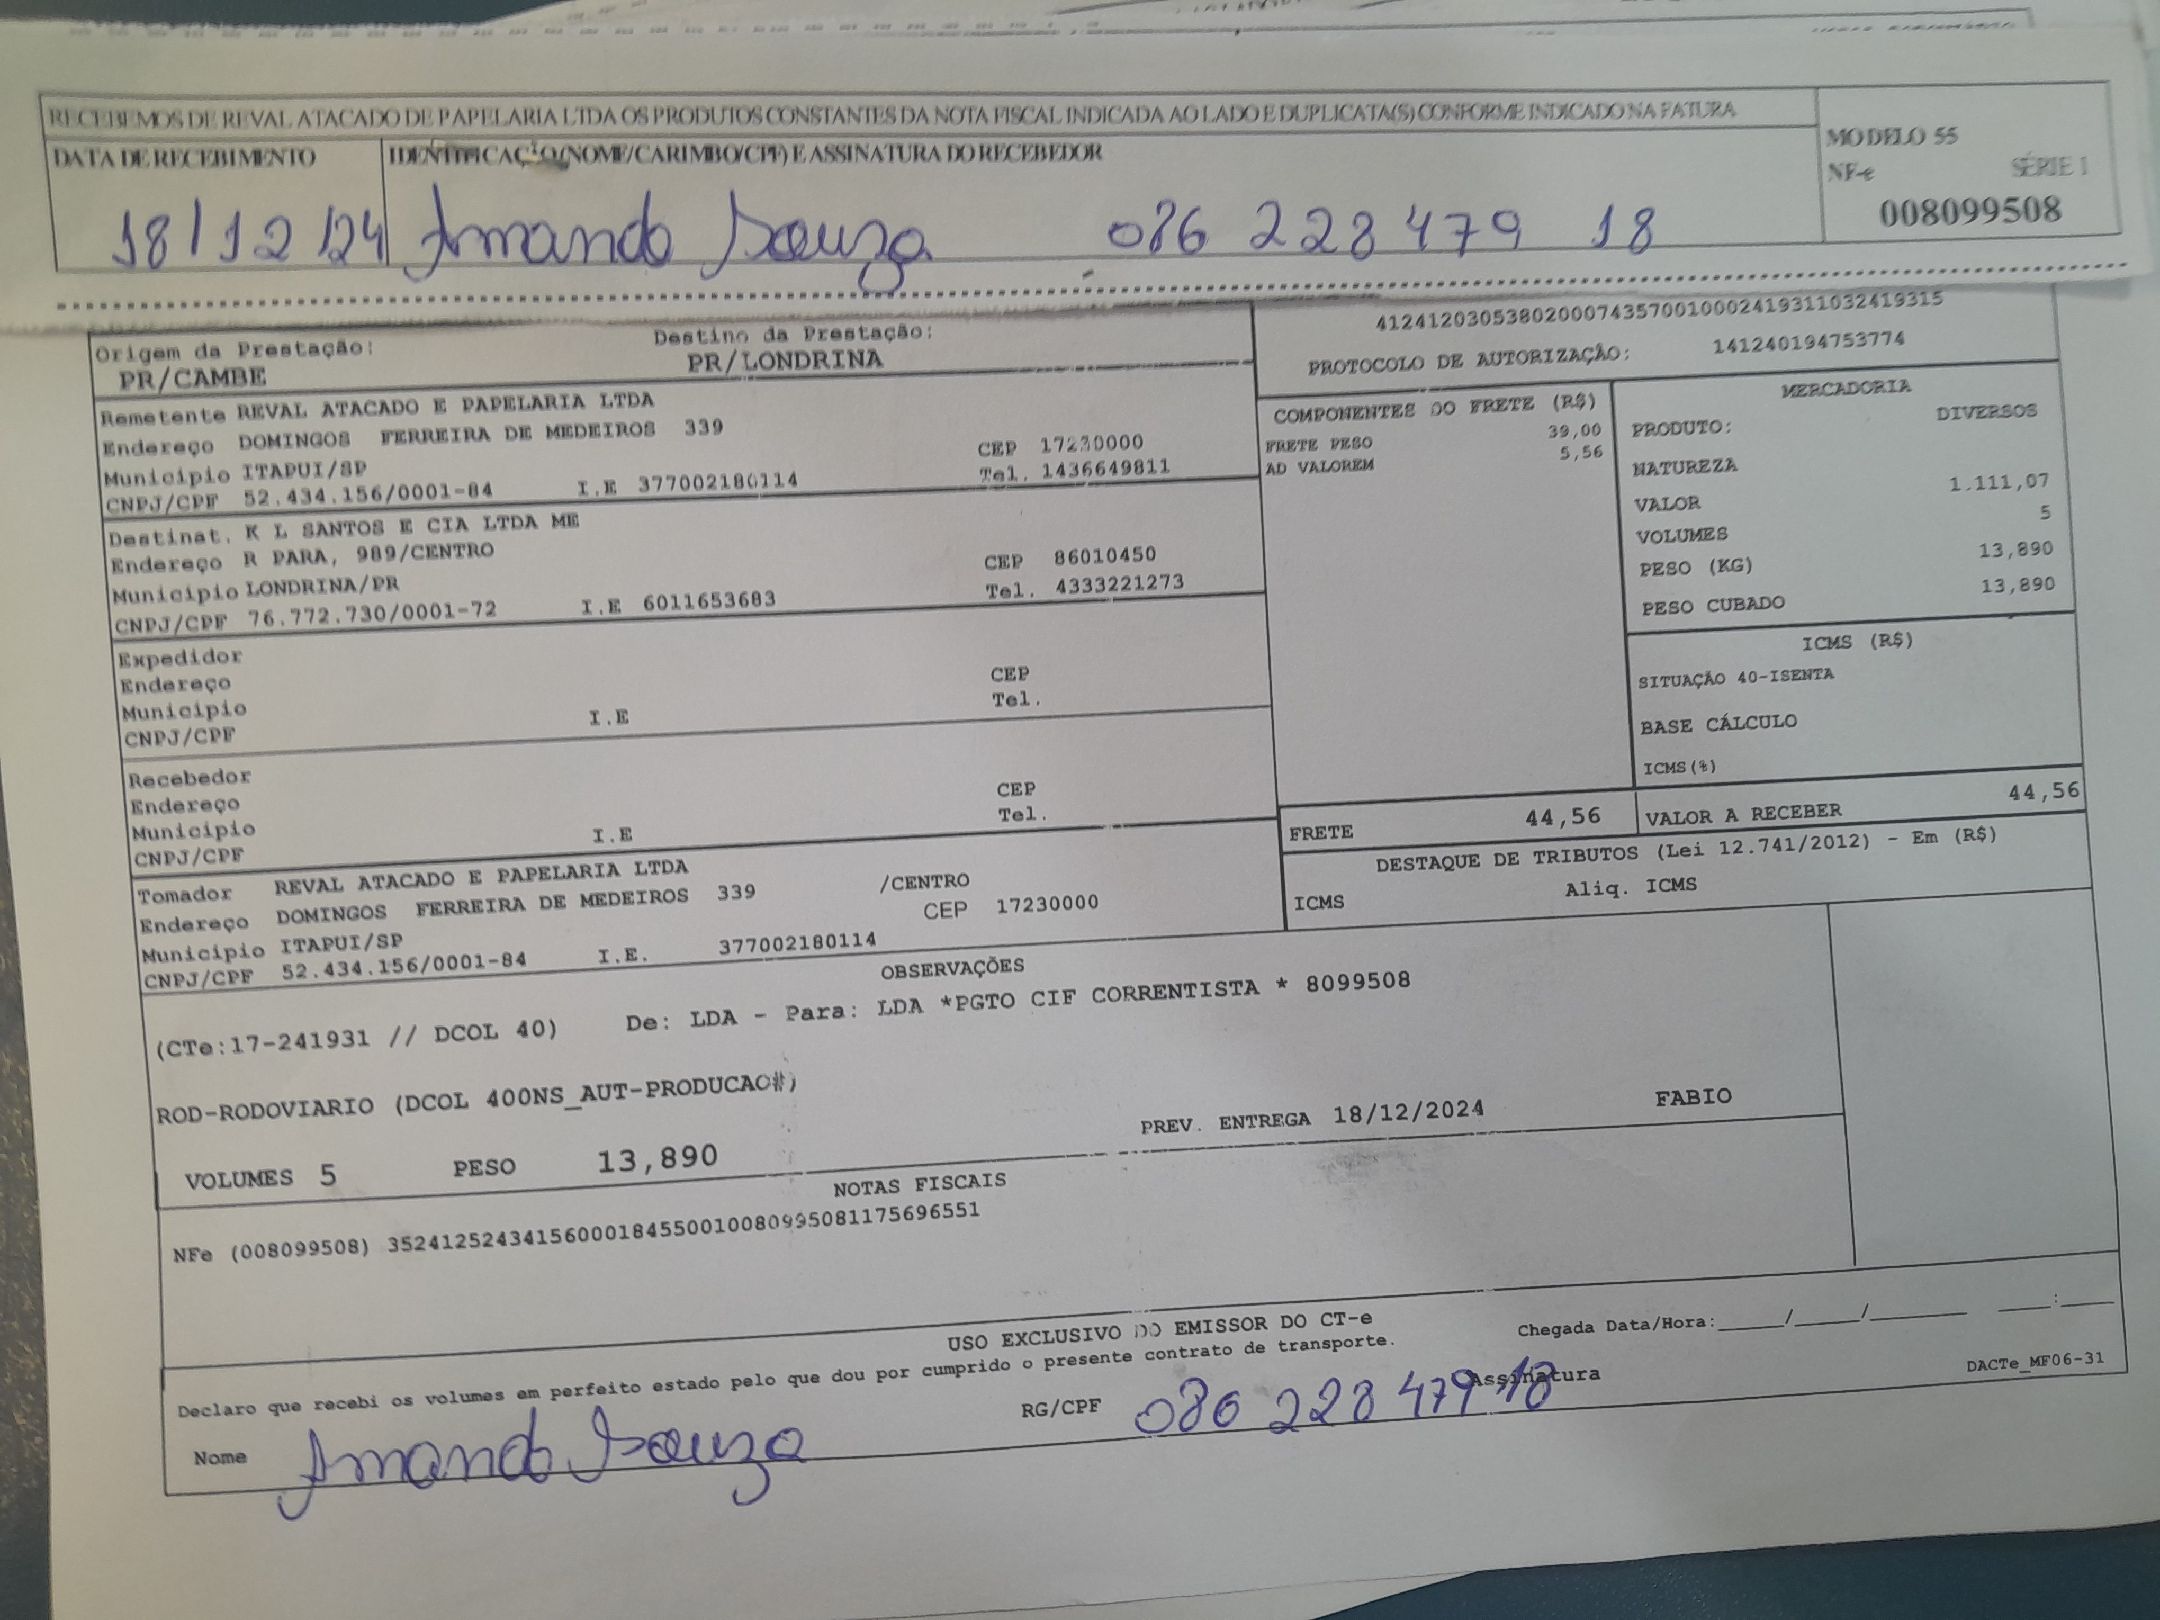 RECEBEMOS DE REVAL ATACADO DE PAPELARIA LTDA OS PRODUTOS CONSTANTES DA NOTA FISCAL INDICADA AO LADO E DUPLICATA(S) CONFORME INDICADO NA FATURA
DATA DE RECEBIMENTO IDENTIFICAÇÃO(NOME/CARIMBO/CPF) E ASSINATURA DO RECEBEDOR
MODELO 55
NF-e SÉRIE 1
008099508
18/12/24 Amanda Souza 086 228 479 18
Origem da Prestação: Destino da Prestação:
PR/CAMBE PR/LONDRINA
41241203053802000743570010002419311032419315
PROTOCOLO DE AUTORIZAÇÃO: 141240194753774
Remetente REVAL ATACADO E PAPELARIA LTDA
Endereço DOMINGOS FERREIRA DE MEDEIROS 339
Municipio ITAPUI/SP CEP 17230000
CNPJ/CPF 52.434.156/0001-84 I.E 377002180114 Tel. 1436649811
Destinat. K L SANTOS E CIA LTDA ME
Endereço R PARA, 989/CENTRO
Municipio LONDRINA/PR CEP 86010450
CNPJ/CPF 76.772.730/0001-72 I.E 6011653683 Tel. 4333221273
Expedidor
Endereço
Municipio CEP
CNPJ/CPF I.E Tel.
Recebedor
Endereço
Municipio CEP
CNPJ/CPF I.E Tel.
Tomador REVAL ATACADO E PAPELARIA LTDA
Endereço DOMINGOS FERREIRA DE MEDEIROS 339 /CENTRO
Municipio ITAPUI/SP CEP 17230000
CNPJ/CPF 52.434.156/0001-84 I.E. 377002180114
COMPONENTES DO FRETE (R$)
FRETE PESO 39,00
AD VALOREM 5,56
MERCADORIA
PRODUTO: DIVERSOS
NATUREZA
VALOR 1.111,07
VOLUMES 5
PESO (KG) 13,890
PESO CUBADO 13,890
ICMS (R$)
SITUAÇÃO 40-ISENTA
BASE CÁLCULO
ICMS(%)
FRETE 44,56 VALOR A RECEBER 44,56
DESTAQUE DE TRIBUTOS (Lei 12.741/2012) - Em (R$)
ICMS Aliq. ICMS
OBSERVAÇÕES
(CTe:17-241931 // DCOL 40) De: LDA - Para: LDA *PGTO CIF CORRENTISTA * 8099508
ROD-RODOVIARIO (DCOL 400NS_AUT-PRODUCAO#)
VOLUMES 5 PESO 13,890 PREV. ENTREGA 18/12/2024 FABIO
NOTAS FISCAIS
NFe (008099508) 35241252434156000184550010080995081175696551
USO EXCLUSIVO DO EMISSOR DO CT-e
Declaro que recebi os volumes em perfeito estado pelo que dou por cumprido o presente contrato de transporte.
Chegada Data/Hora:_____/_____/________ ____:____
Nome Amanda Souza RG/CPF 086 228 479 18 Assinatura
DACTe_MF06-31